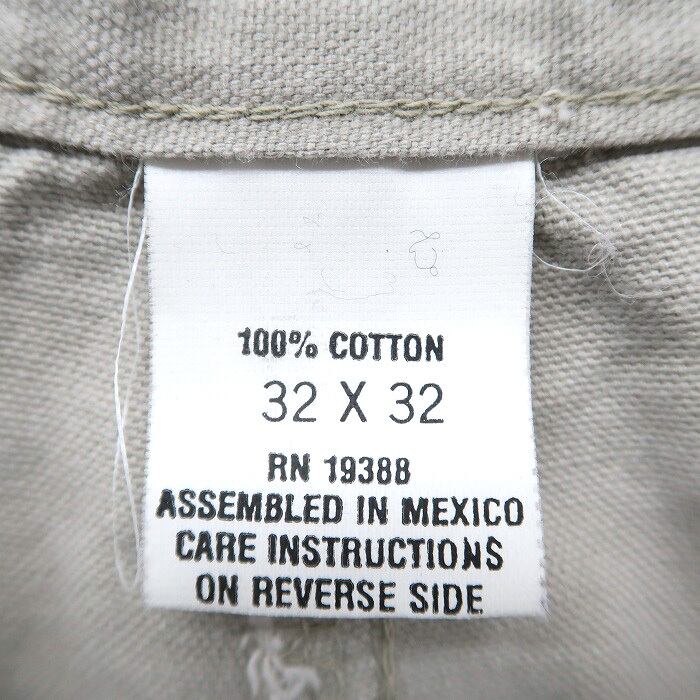 100% COTTON
32 X 32
RN 19388
ASSEMBLED IN MEXICO
CARE INSTRUCTIONS
ON REVERSE SIDE